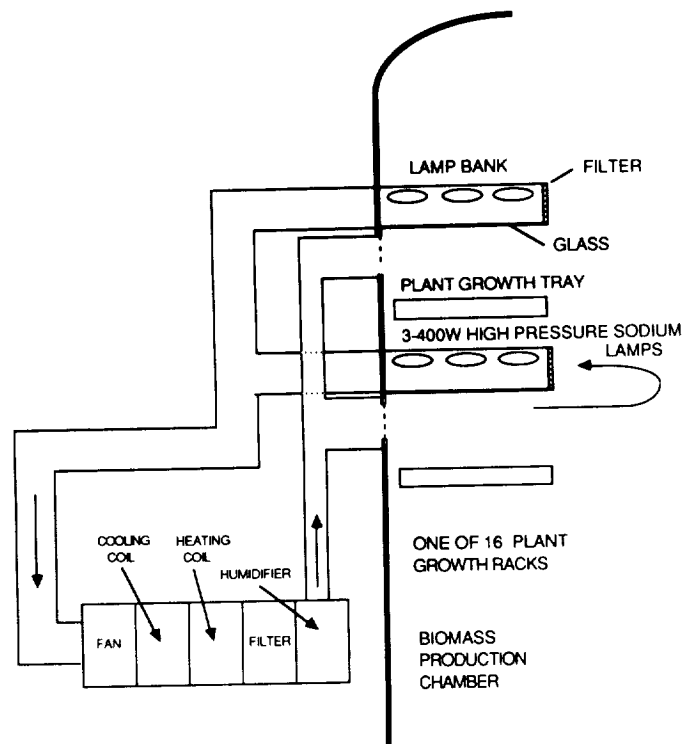 LAMP BANK
FILTER
GLASS
PLANT GROWTH TRAY
3-400W HIGH PRESSURE SODIUM
LAMPS
COOLING
COIL
HEATING
COIL
HUMIDIFIER
FAN
FILTER
ONE OF 16 PLANT
GROWTH RACKS
BIOMASS
PRODUCTION
CHAMBER